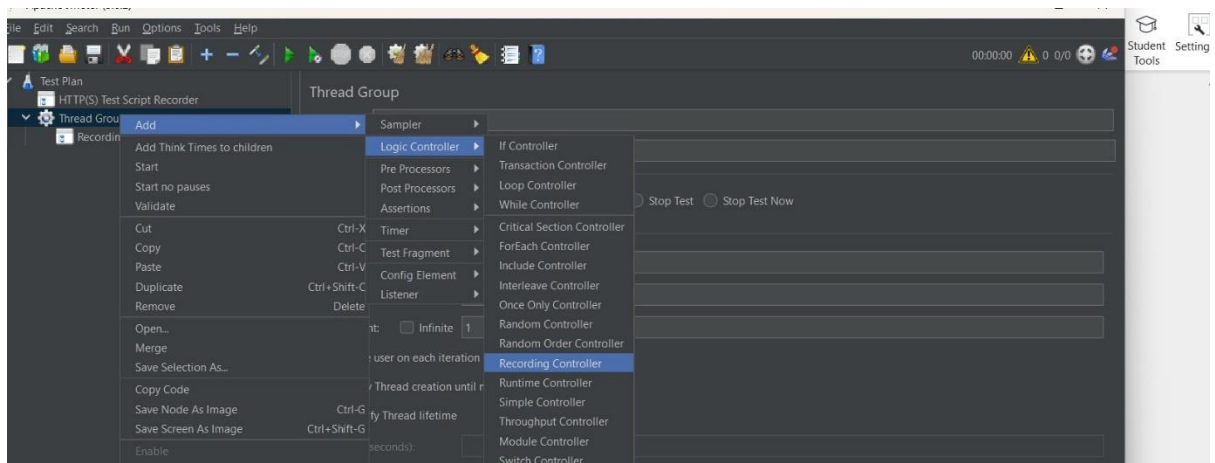 File Edit Search Run Options Tools Help
00:00:00 0 0/0
Student Tools
Setting
Test Plan
HTTP(S) Test Script Recorder
Thread Grou
Recordin
Thread Group
Add
Add Think Times to children
Start
Start no pauses
Validate
Cut Ctrl-X
Copy Ctrl-C
Paste Ctrl-V
Duplicate Ctrl+Shift-C
Remove Delete
Open...
Merge
Save Selection As...
Copy Code
Save Node As Image Ctrl-G
Save Screen As Image Ctrl+Shift-G
Enable
Sampler
Logic Controller
Pre Processors
Post Processors
Assertions
Timer
Test Fragment
Config Element
Listener
If Controller
Transaction Controller
Loop Controller
While Controller
Critical Section Controller
ForEach Controller
Include Controller
Interleave Controller
Once Only Controller
Random Controller
Random Order Controller
Recording Controller
Runtime Controller
Simple Controller
Throughput Controller
Module Controller
Switch Controller
Stop Test Stop Test Now
Infinite 1
user on each iteration
Thread creation until
fy Thread lifetime
seconds):